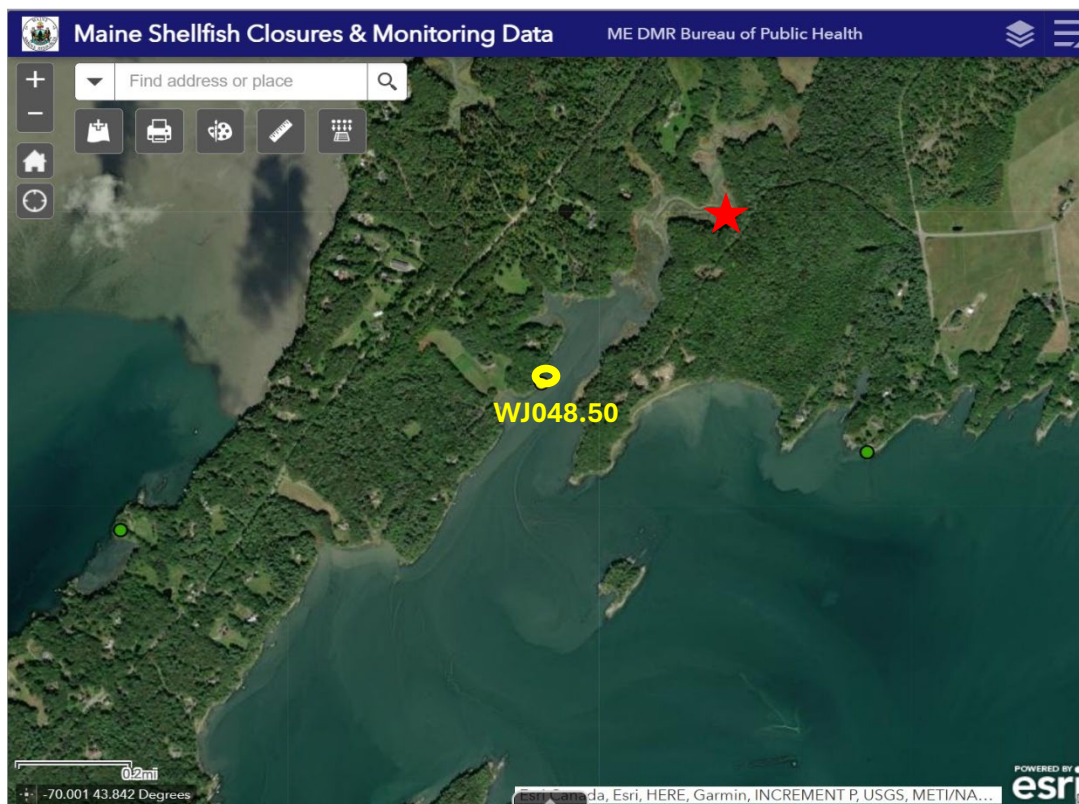 Maine Shellfish Closures & Monitoring Data
ME DMR Bureau of Public Health
Find address or place
WJ048.50
0.2mi
-70.001 43.842 Degrees
Esri Canada, Esri, HERE, Garmin, INCREMENT P, USGS, METI/NA...
POWERED BY
esri